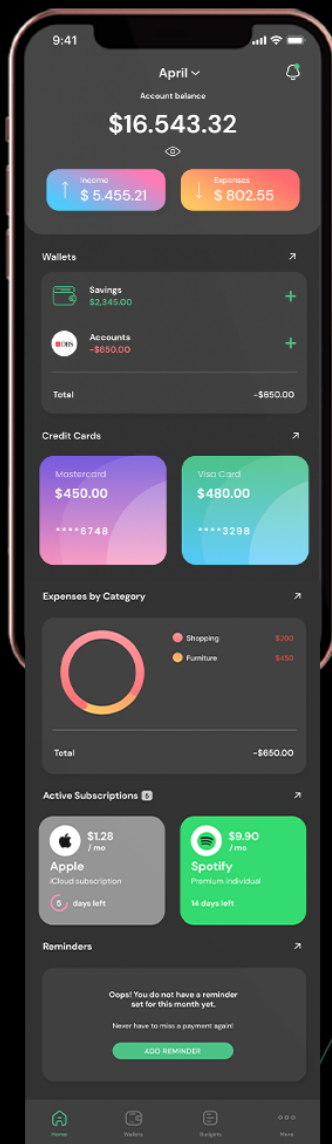 9:41
April
Account balance
$16.543.32
Income
$ 5.455.21
Expenses
$ 802.55
Wallets
Savings
$2,345.00
DBS
Accounts
-$650.00
Total
-$650.00
Credit Cards
Mastercard
$450.00
****6748
Visa Card
$480.00
****3298
Expenses by Category
Shopping
$200
Furniture
$450
Total
-$650.00
Active Subscriptions 5
$1.28
/ mo
Apple
iCloud subscription
5 days left
$9.90
/ mo
Spotify
Premium individual
14 days left
Reminders
Oops! You do not have a reminder
set for this month yet.
Never have to miss a payment again!
ADD REMINDER
Home
Wallets
Budgets
More